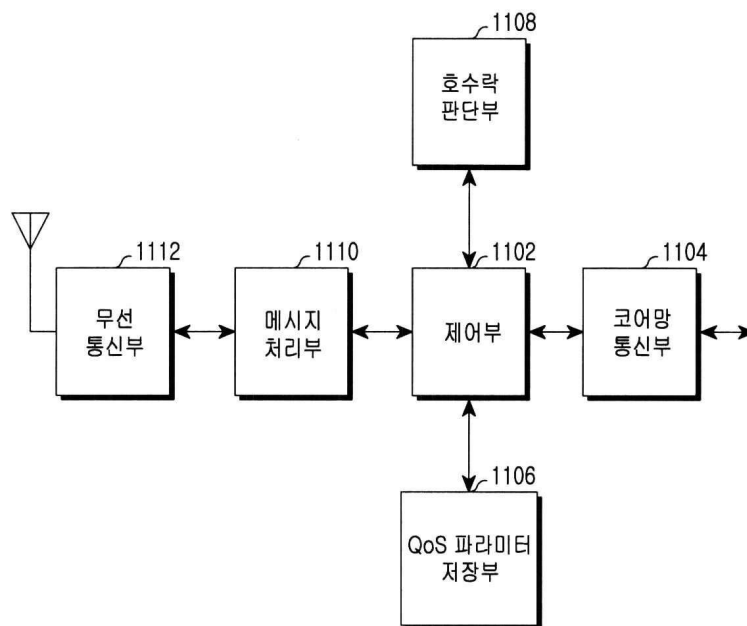 1108
호수락
판단부
1112
무선
통신부
1110
메시지
처리부
1102
제어부
1104
코어망
통신부
1106
QoS 파라미터
저장부